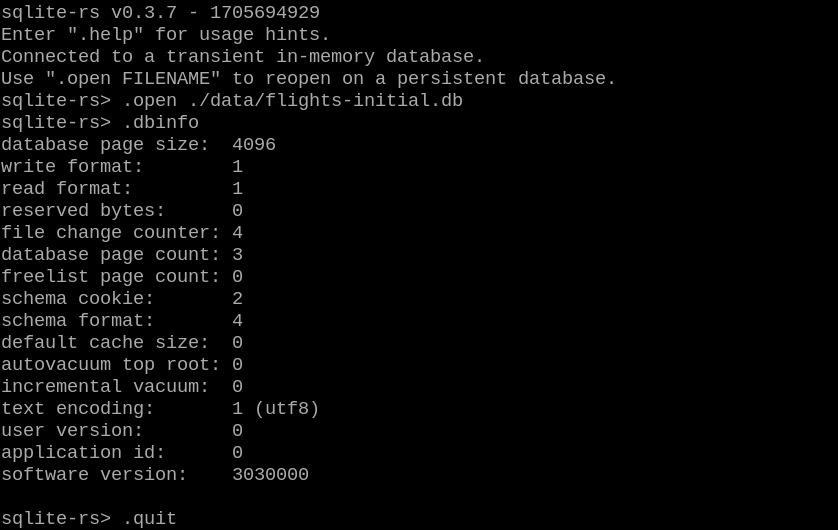 sqlite-rs v0.3.7 - 1705694929
Enter ".help" for usage hints.
Connected to a transient in-memory database.
Use ".open FILENAME" to reopen on a persistent database.
sqlite-rs> .open ./data/flights-initial.db
sqlite-rs> .dbinfo
database page size:  4096
write format:        1
read format:         1
reserved bytes:      0
file change counter: 4
database page count: 3
freelist page count: 0
schema cookie:       2
schema format:       4
default cache size:  0
autovacuum top root: 0
incremental vacuum:  0
text encoding:       1 (utf8)
user version:        0
application id:      0
software version:    3030000

sqlite-rs> .quit